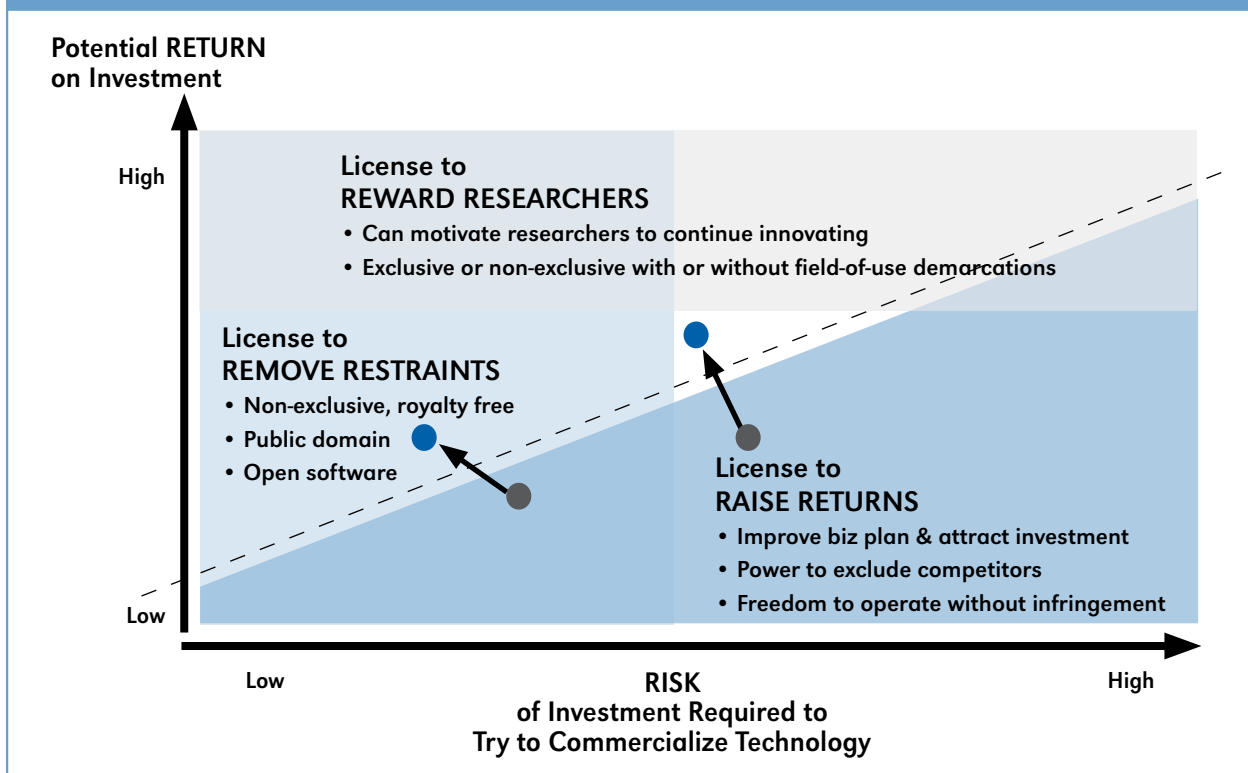 Potential RETURN
on Investment
High
License to
REWARD RESEARCHERS
• Can motivate researchers to continue innovating
• Exclusive or non-exclusive with or without field-of-use demarcations
License to
REMOVE RESTRAINTS
• Non-exclusive, royalty free
• Public domain
• Open software
License to
RAISE RETURNS
• Improve biz plan & attract investment
• Power to exclude competitors
• Freedom to operate without infringement
Low
Low
High
RISK
of Investment Required to
Try to Commercialize Technology